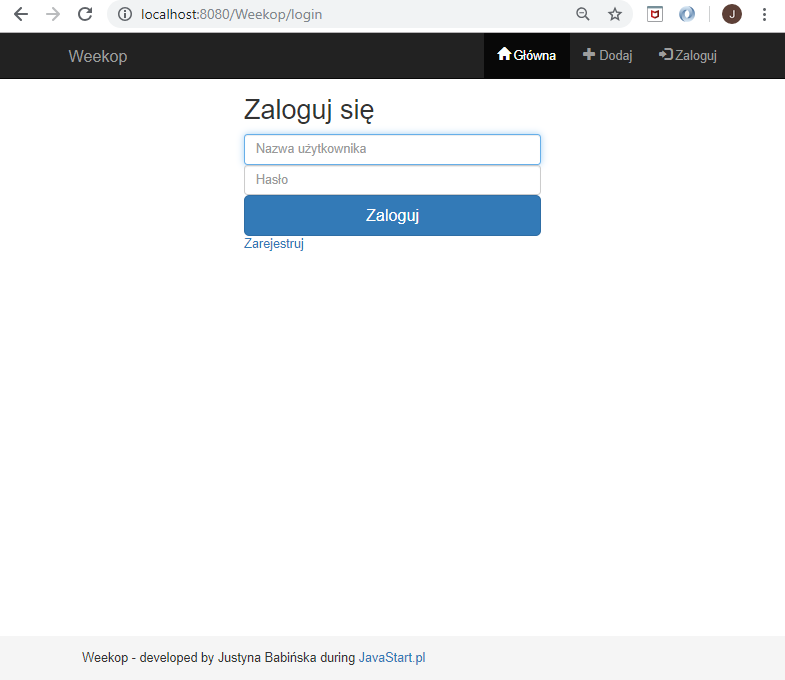 localhost:8080/Weekop/login
J
Weekop Główna Dodaj Zaloguj
Zaloguj się
Nazwa użytkownika
Hasło
Zaloguj
Zarejestruj
Weekop - developed by Justyna Babińska during JavaStart.pl